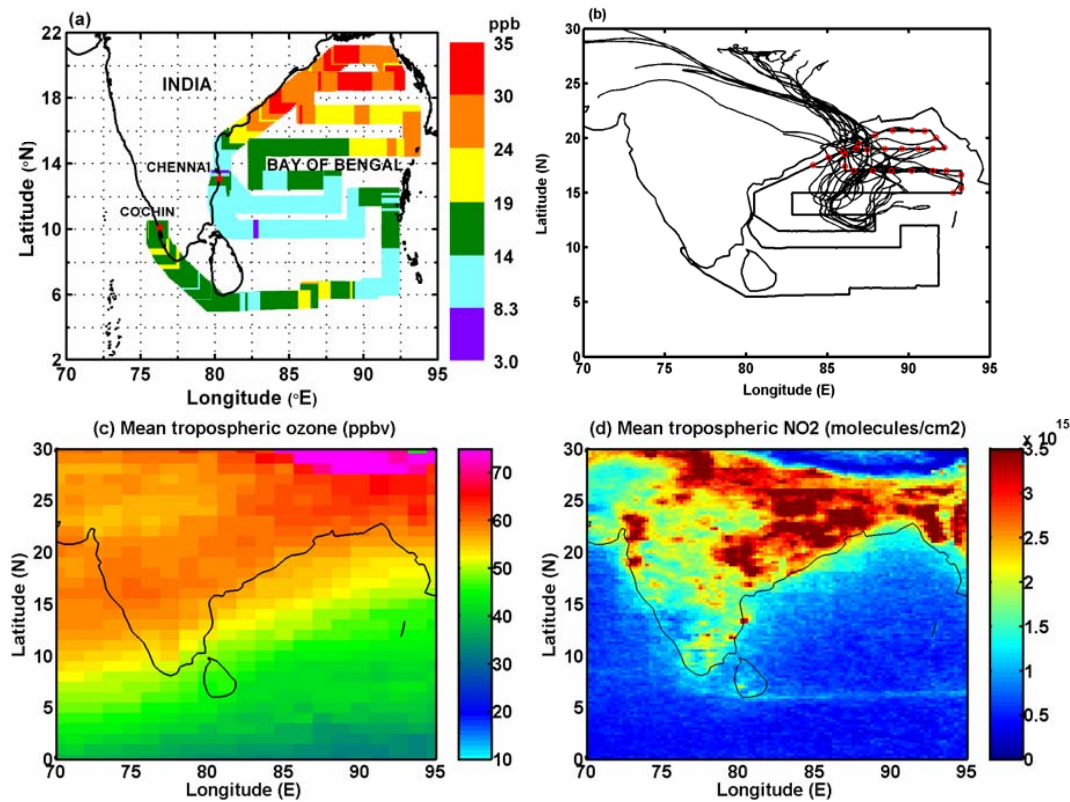 (a)
ppb
22
18
14
10
6
2
Latitude (°N)
INDIA
CHENNAI
BAY OF BENGAL
COCHIN
70 75 80 85 90 95
Longitude (°E)
35
30
24
19
14
8.3
3.0
(b)
30
25
20
15
10
5
0
Latitude (N)
70 75 80 85 90 95
Longitude (E)
(c) Mean tropospheric ozone (ppbv)
30
25
20
15
10
5
0
Latitude (N)
70 75 80 85 90 95
Longitude (E)
70
60
50
40
30
20
10
(d) Mean tropospheric NO2 (molecules/cm2)
x 10^15
30
25
20
15
10
5
0
Latitude (N)
70 75 80 85 90 95
Longitude (E)
3.5
3
2.5
2
1.5
1
0.5
0